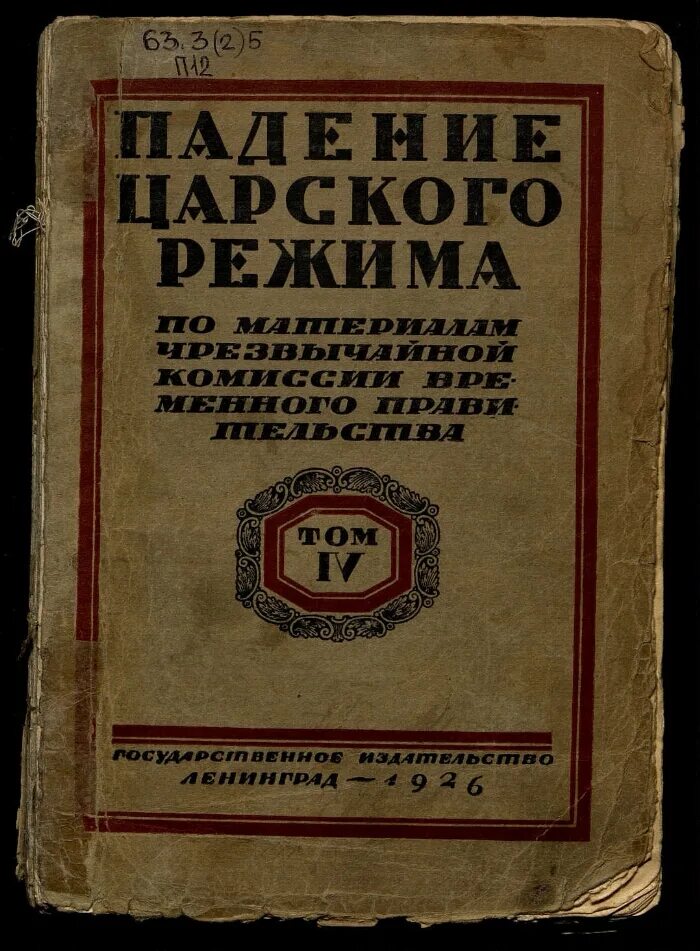 63.3(2)5
П12
ПАДЕНИЕ
ЦАРСКОГО
РЕЖИМА
ПО МАТЕРИАЛАМ
ЧРЕЗВЫЧАЙНОЙ
КОМИССИИ ВРЕ-
МЕННОГО ПРАВИ-
ТЕЛЬСТВА
ТОМ
IV
ГОСУДАРСТВЕННОЕ ИЗДАТЕЛЬСТВО
ЛЕНИНГРАД — 1926